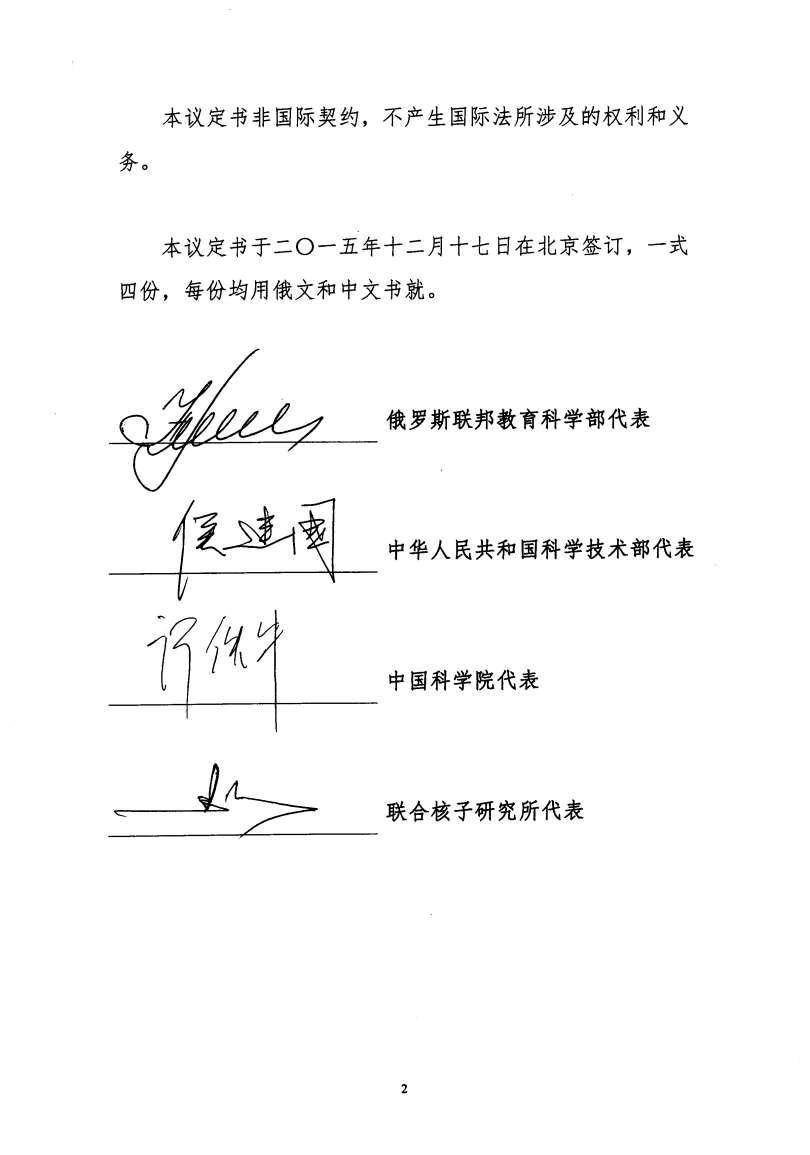 本议定书非国际契约，不产生国际法所涉及的权利和义
务。
本议定书于二〇一五年十二月十七日在北京签订，一式
四份，每份均用俄文和中文书就。
俄罗斯联邦教育科学部代表
侯建國
中华人民共和国科学技术部代表
中国科学院代表
联合核子研究所代表
2